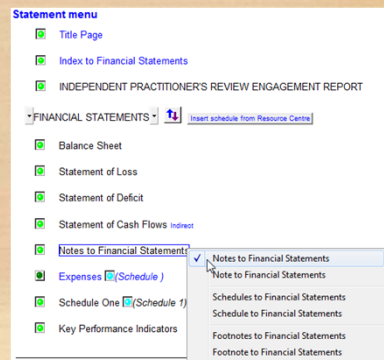 Statement menu
Title Page
Index to Financial Statements
INDEPENDENT PRACTITIONER'S REVIEW ENGAGEMENT REPORT
FINANCIAL STATEMENTS Insert schedule from Resource Centre
Balance Sheet
Statement of Loss
Statement of Deficit
Statement of Cash Flows Indirect
Notes to Financial Statements
✓ Notes to Financial Statements
Note to Financial Statements
Expenses (Schedule )
Schedules to Financial Statements
Schedule One (Schedule 1)
Schedule to Financial Statements
Key Performance Indicators
Footnotes to Financial Statements
Footnote to Financial Statements